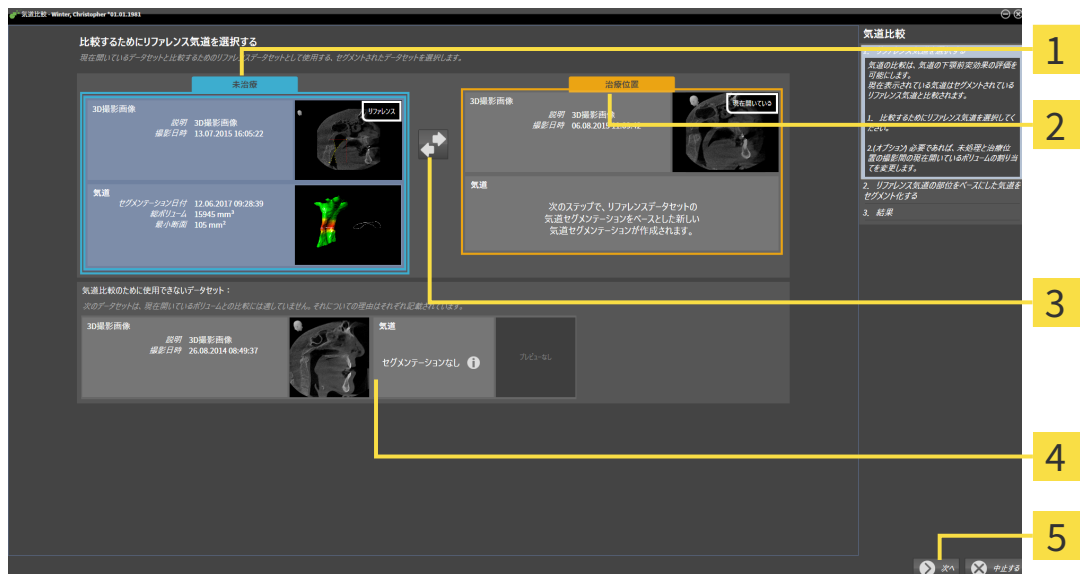 気道比較 - Winter, Christopher *01.01.1981
比較するためにリファレンス気道を選択する
現在開いているデータセットと比較するためのリファレンスデータセットとして使用する、セグメントされたデータセットを選択します。
未治療
3D撮影画像
説明 3D撮影画像
撮影日時 13.07.2015 16:05:22
リファレンス
気道
セグメンテーション日付 12.06.2017 09:28:39
総ボリューム 15945 mm³
最小断面 105 mm²
治療位置
3D撮影画像
説明 3D撮影画像
撮影日時
現在開いている
気道
次のステップで、リファレンスデータセットの
気道セグメンテーションをベースとした新しい
気道セグメンテーションが作成されます。
気道比較のために使用できないデータセット：
次のデータセットは、現在開いているボリュームとの比較には適していません。それについての理由はそれぞれ記載されています。
3D撮影画像
説明 3D撮影画像
撮影日時 26.08.2014 08:49:37
気道
セグメンテーションなし
プレビューなし
気道比較
気道の比較は、気道の下顎前突効果の評価を
可能にします。
現在表示されている気道はセグメントされている
リファレンス気道と比較されます。
1. 比較するためにリファレンス気道を選択してく
ださい。
2.(オプション) 必要であれば、未処理と治療位
置の撮影間の現在開いているボリュームの割り当
てを変更します。
2. リファレンス気道の部位をベースにした気道を
セグメント化する
3. 結果
次へ
中止する
1
2
3
4
5